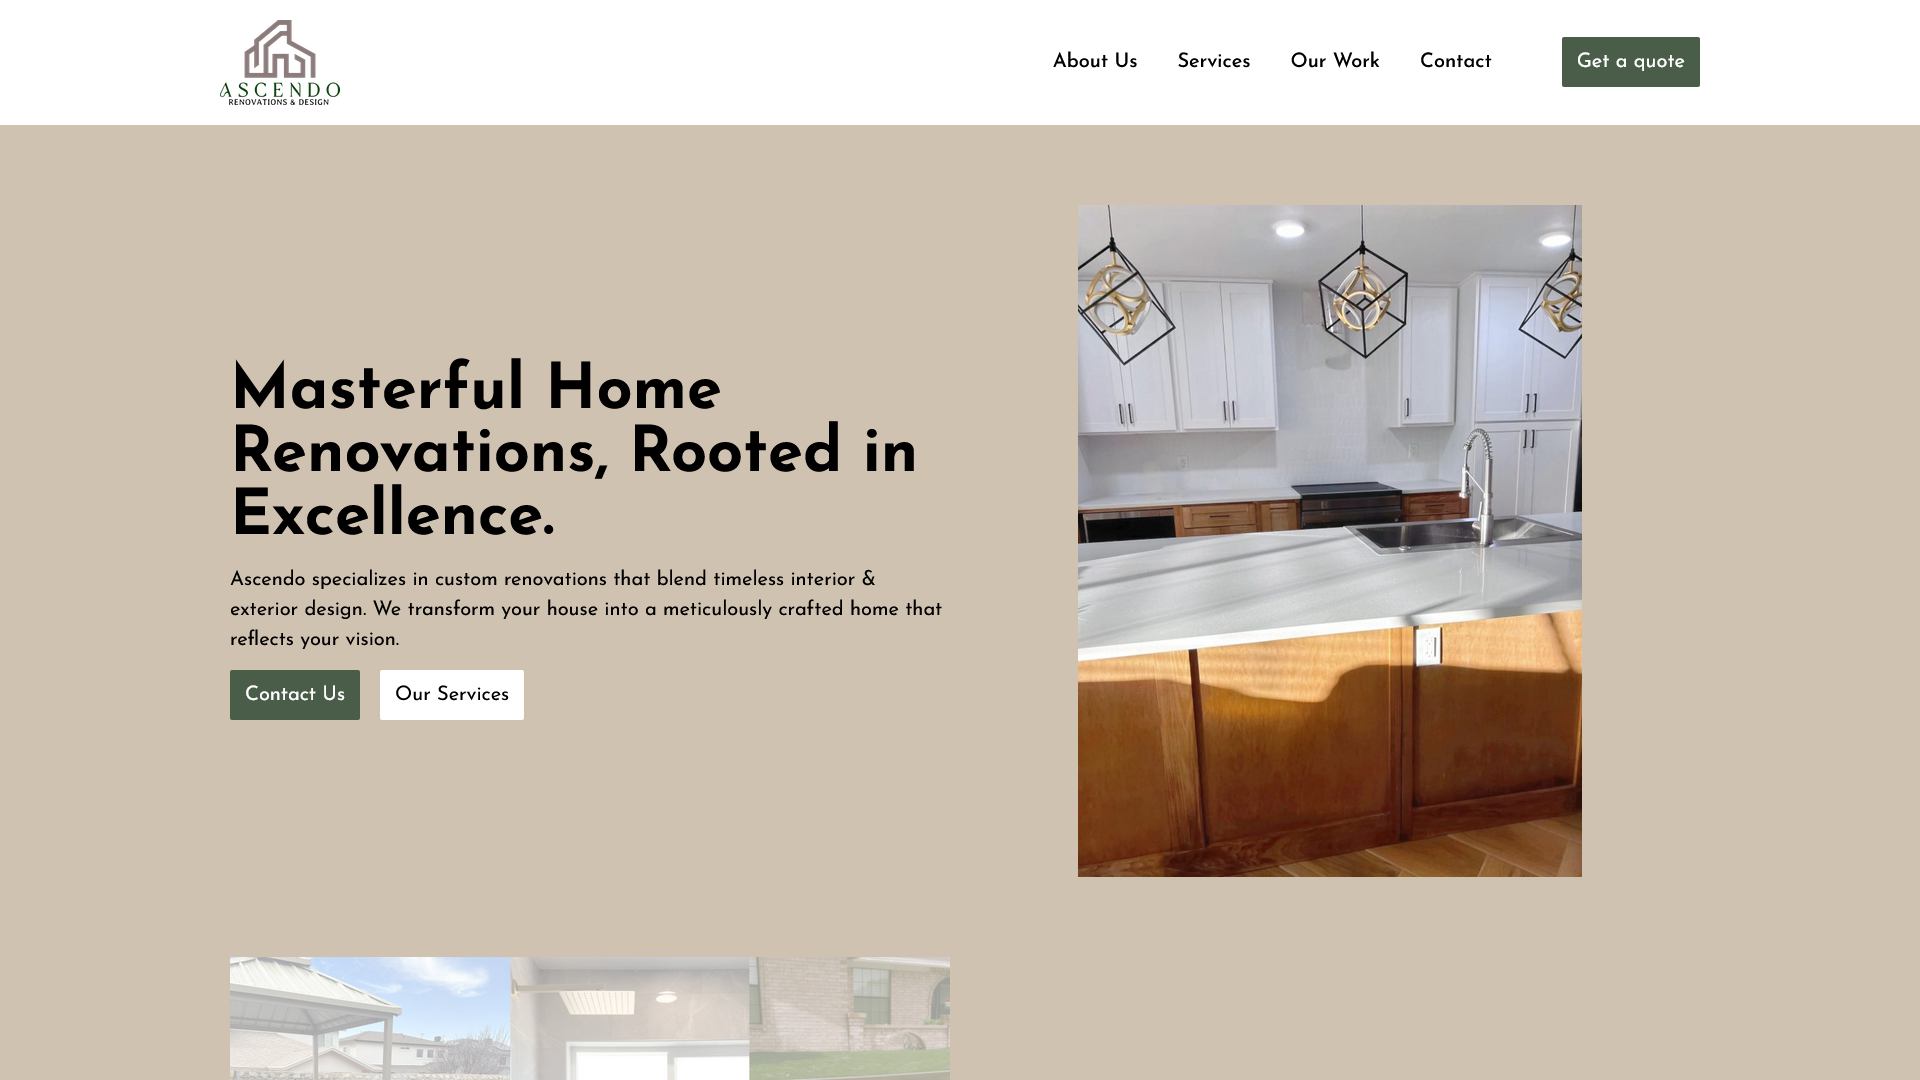 ASCENDO
RENOVATIONS & DESIGN
About Us
Services
Our Work
Contact
Get a quote
Masterful Home
Renovations, Rooted in
Excellence.
Ascendo specializes in custom renovations that blend timeless interior &
exterior design. We transform your house into a meticulously crafted home that
reflects your vision.
Contact Us
Our Services